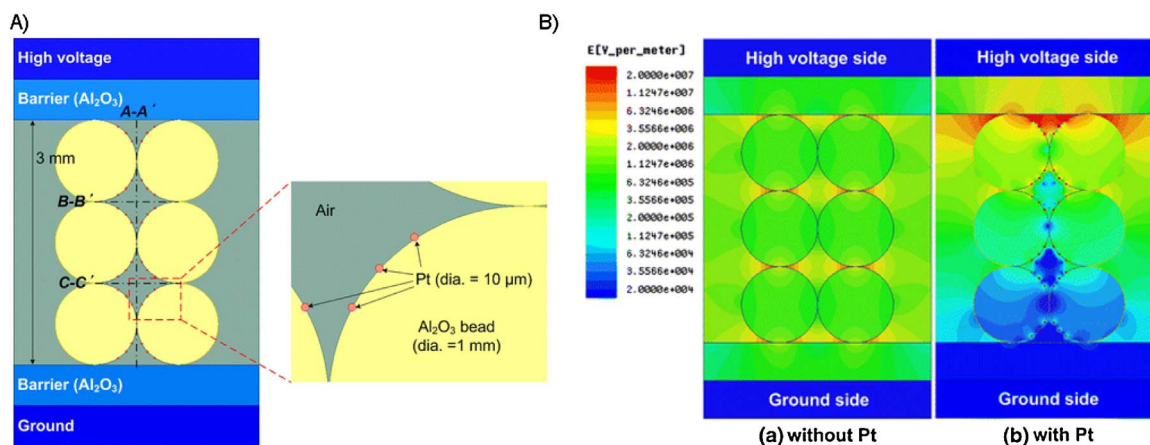 A)
High voltage
Barrier (Al₂O₃)
A-A′
3 mm
B-B′
C-C′
Barrier (Al₂O₃)
Ground
Air
Pt (dia. = 10 μm)
Al₂O₃ bead
(dia. =1 mm)
B)
E[V_per_meter]
2.0000e+007
1.1247e+007
6.3246e+006
3.5566e+006
2.0000e+006
1.1247e+006
6.3246e+005
3.5566e+005
2.0000e+005
1.1247e+005
6.3246e+004
3.5566e+004
2.0000e+004
High voltage side
Ground side
(a) without Pt
High voltage side
Ground side
(b) with Pt